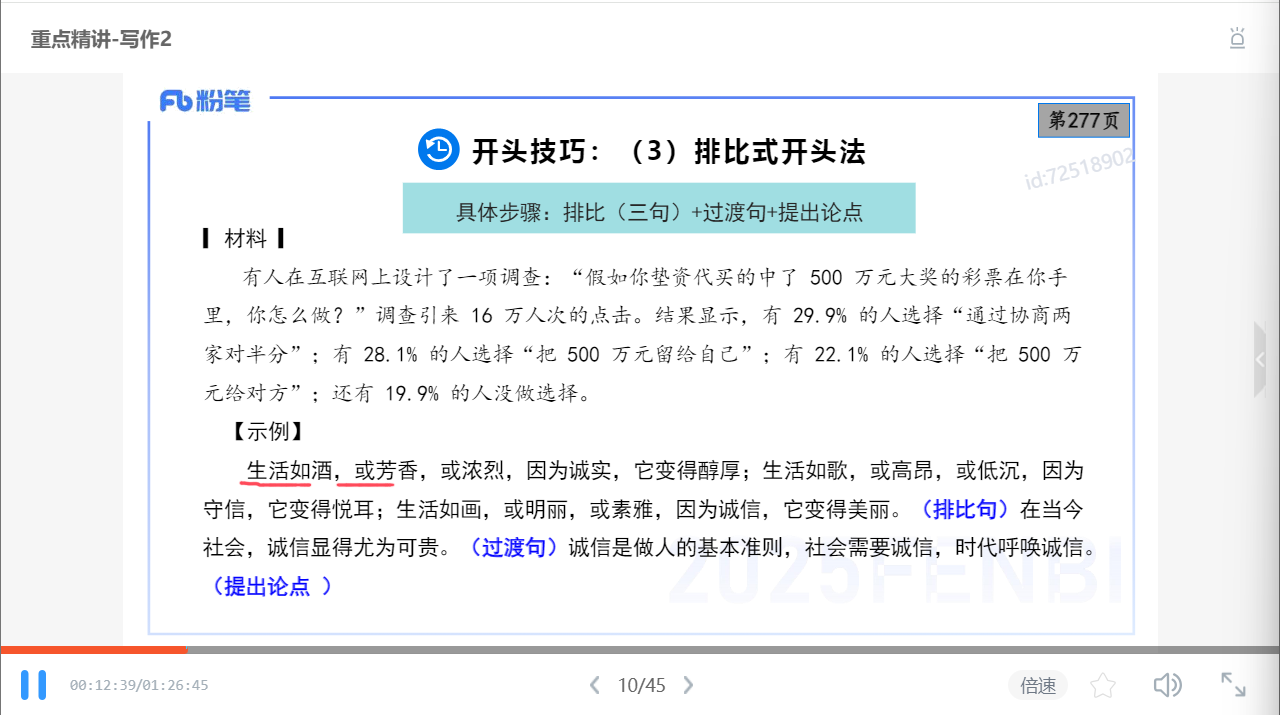 重点精讲-写作2
粉笔
第277页
开头技巧：（3）排比式开头法
id:72518902
具体步骤：排比（三句）+过渡句+提出论点
材料
有人在互联网上设计了一项调查：“假如你垫资代买的中了 500 万元大奖的彩票在你手
里，你怎么做？”调查引来 16 万人次的点击。结果显示，有 29.9% 的人选择“通过协商两
家对半分”；有 28.1% 的人选择“把 500 万元留给自己”；有 22.1% 的人选择“把 500 万
元给对方”；还有 19.9% 的人没做选择。
【示例】
生活如酒，或芳香，或浓烈，因为诚实，它变得醇厚；生活如歌，或高昂，或低沉，因为
守信，它变得悦耳；生活如画，或明丽，或素雅，因为诚信，它变得美丽。（排比句）在当今
社会，诚信显得尤为可贵。（过渡句）诚信是做人的基本准则，社会需要诚信，时代呼唤诚信。
（提出论点 ）
2025FENBI
00:12:39/01:26:45
10/45
倍速